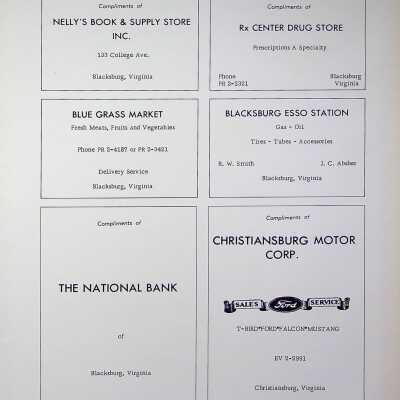 Compliments of
NELLY'S BOOK & SUPPLY STORE
INC.
133 College Ave.
Blacksburg, Virginia
Compliments of
Rx CENTER DRUG STORE
Prescriptions A Specialty
Phone Blacksburg
PR 2-3321 Virginia
BLUE GRASS MARKET
Fresh Meats, Fruits and Vegetables
Phone PR 2-4187 or PR 2-3421
Delivery Service
Blacksburg, Virginia
BLACKSBURG ESSO STATION
Gas - Oil
Tires - Tubes - Accessories
R. W. Smith J. C.
Blacksburg, Virginia
Compliments of
THE NATIONAL BANK
of
Blacksburg, Virginia
Compliments of
CHRISTIANSBURG MOTOR
CORP.
SALES Ford SERVICE
T-BIRD*FORD*FALCON*MUSTANG
EV 2-2991
Christiansburg, Virginia